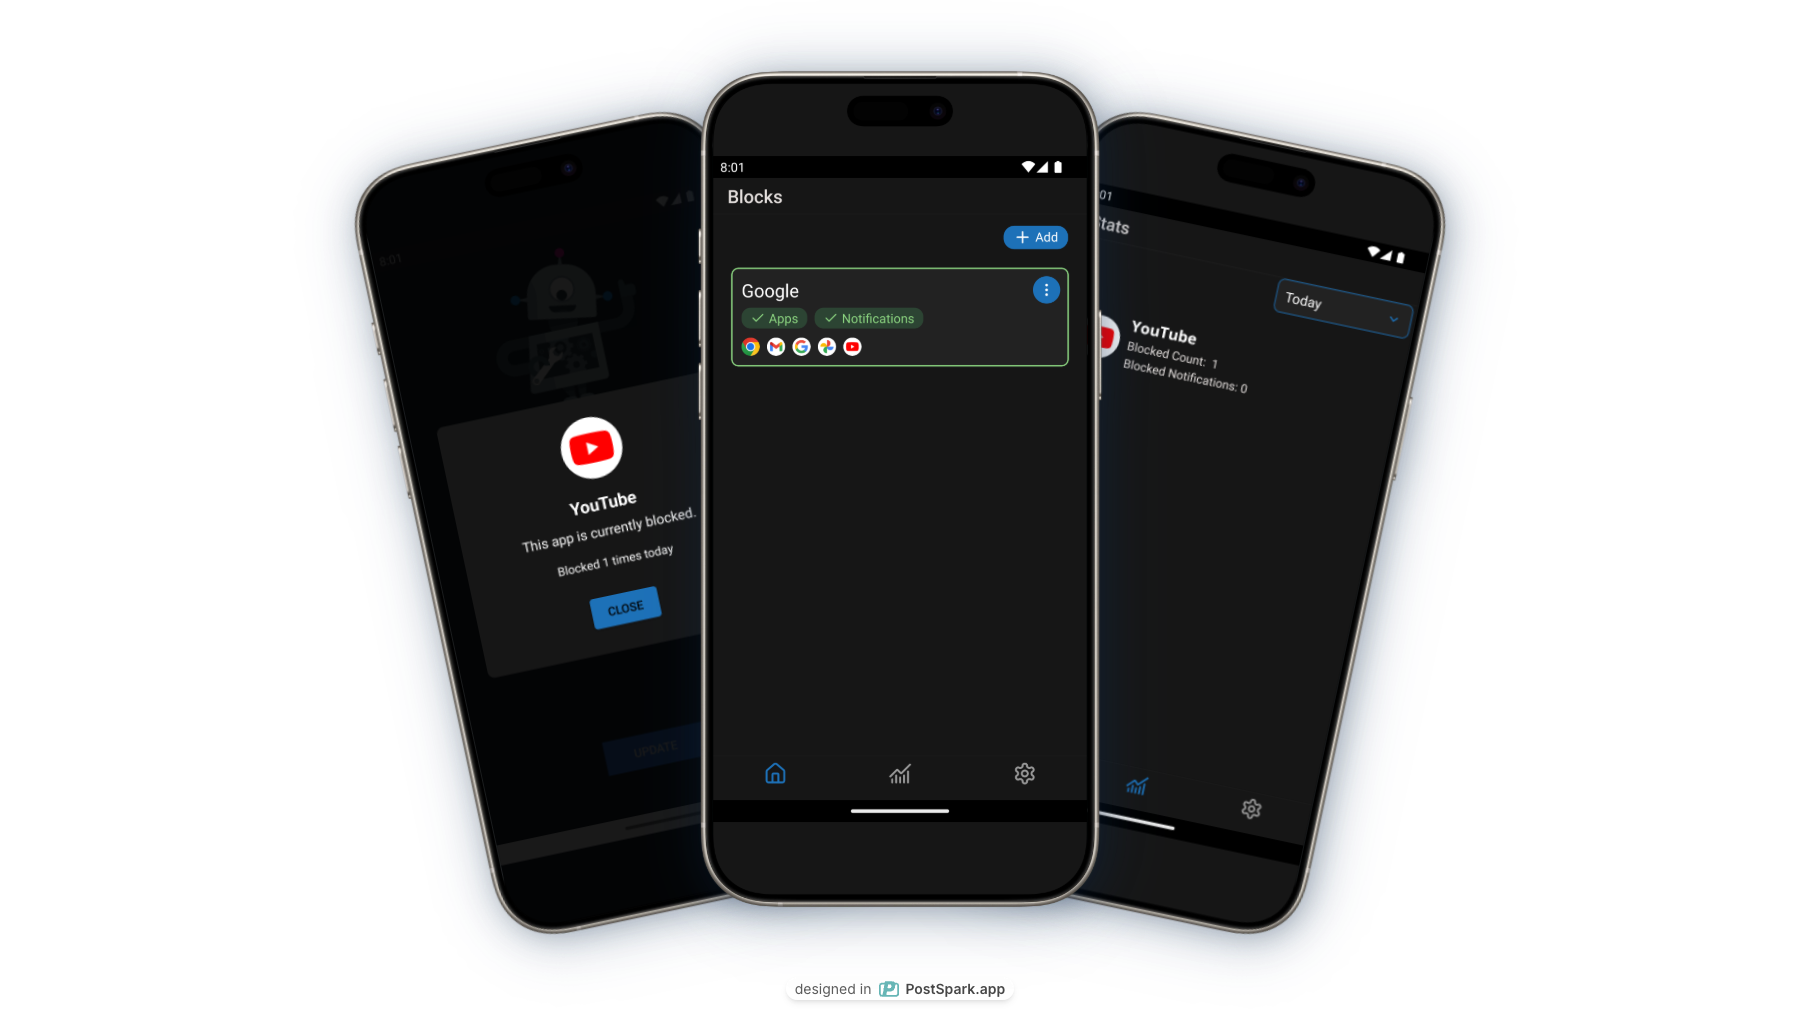 8:01
YouTube
This app is currently blocked.
Blocked 1 times today
CLOSE
UPDATE
8:01
Blocks
+ Add
Google
Apps
Notifications
01
Stats
Today
YouTube
Blocked Count: 1
Blocked Notifications: 0
designed in PostSpark.app